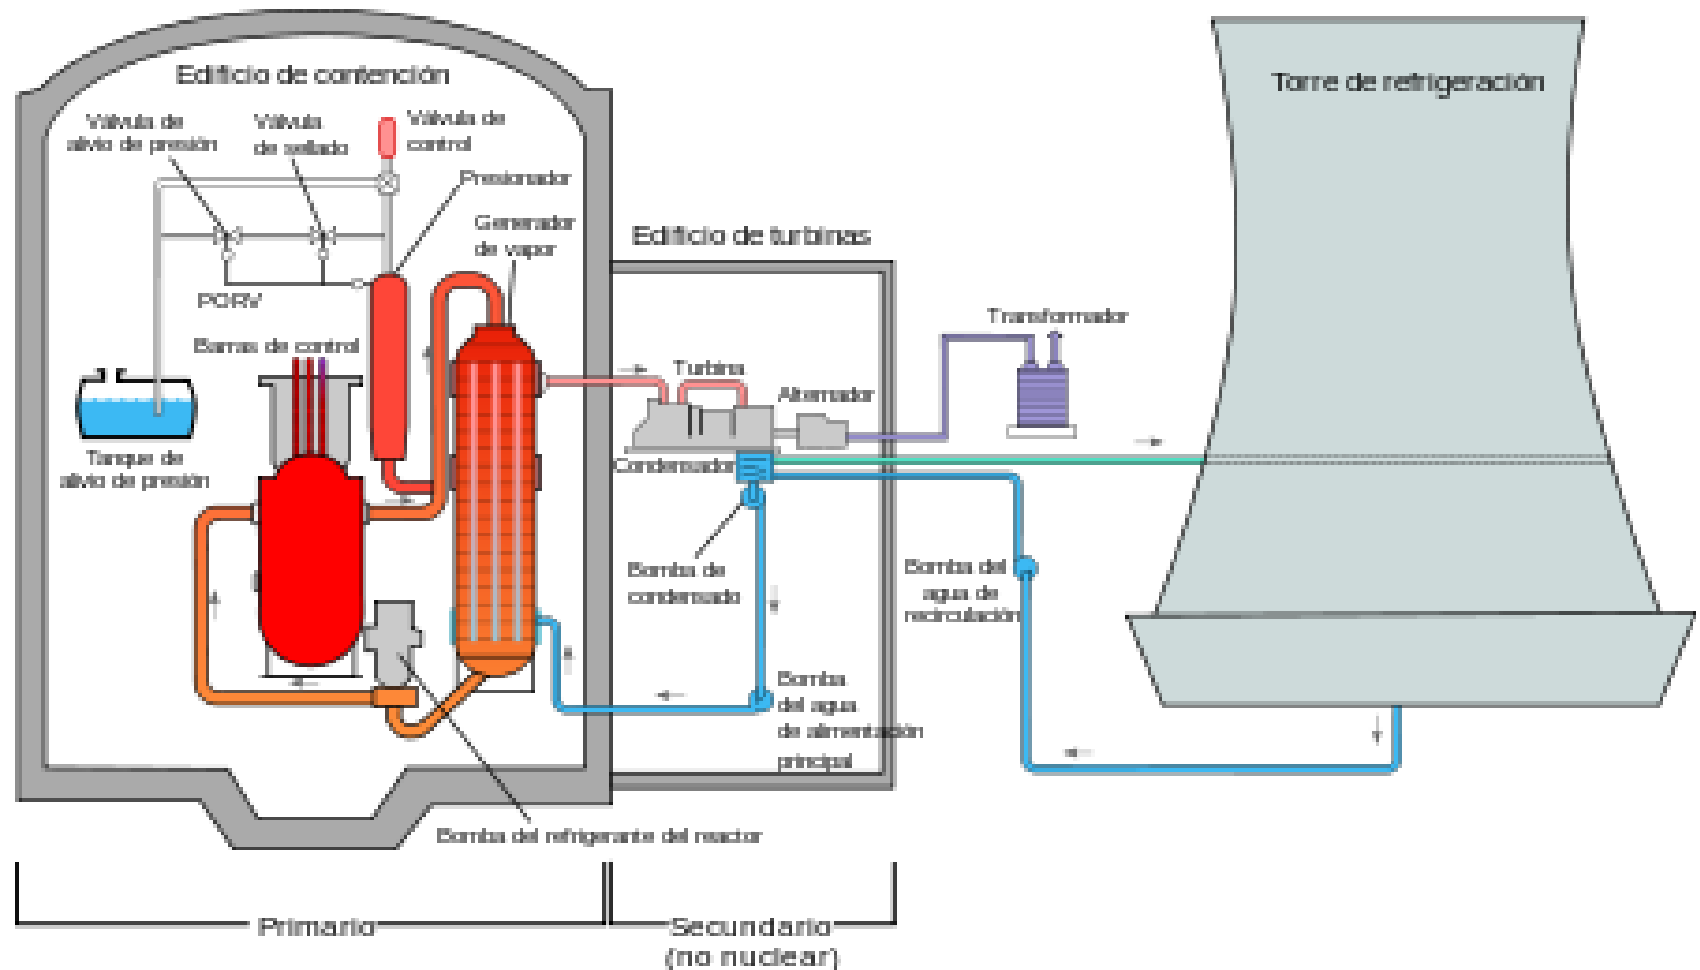 Edificio de contención
Válvula de
alivio de presión
Válvula
de sellado
Válvula de
control
Presionador
Generador
de vapor
PORV
Barras de control
Tanque de
alivio de presión
Edificio de turbinas
Turbina
Alternador
Condensador
Bomba de
condensado
Bomba
del agua
de alimentación
principal
Transformador
Bomba del
agua de
recirculación
Torre de refrigeración
Bomba del refrigerante del reactor
Primario
Secundario
(no nuclear)